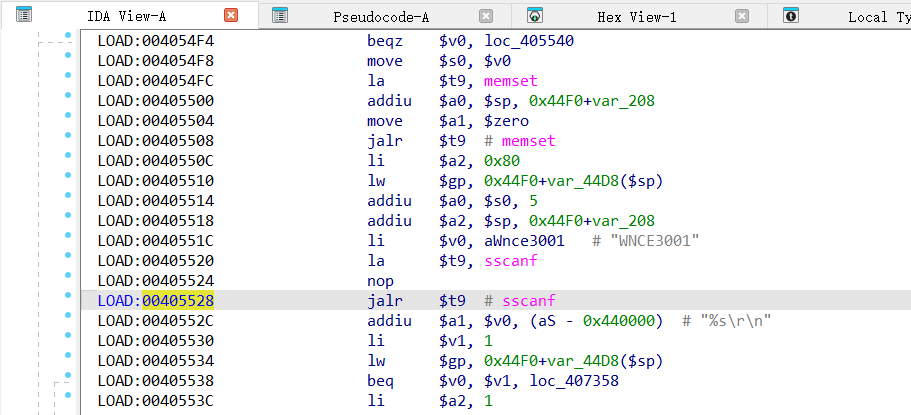 IDA View-A Pseudocode-A Hex View-1 Local Ty
LOAD:004054F4 beqz $v0, loc_405540
LOAD:004054F8 move $s0, $v0
LOAD:004054FC la $t9, memset
LOAD:00405500 addiu $a0, $sp, 0x44F0+var_208
LOAD:00405504 move $a1, $zero
LOAD:00405508 jalr $t9 # memset
LOAD:0040550C li $a2, 0x80
LOAD:00405510 lw $gp, 0x44F0+var_44D8($sp)
LOAD:00405514 addiu $a0, $s0, 5
LOAD:00405518 addiu $a2, $sp, 0x44F0+var_208
LOAD:0040551C li $v0, aWnce3001 # "WNCE3001"
LOAD:00405520 la $t9, sscanf
LOAD:00405524 nop
LOAD:00405528 jalr $t9 # sscanf
LOAD:0040552C addiu $a1, $v0, (aS - 0x440000) # "%s\r\n"
LOAD:00405530 li $v1, 1
LOAD:00405534 lw $gp, 0x44F0+var_44D8($sp)
LOAD:00405538 beq $v0, $v1, loc_407358
LOAD:0040553C li $a2, 1